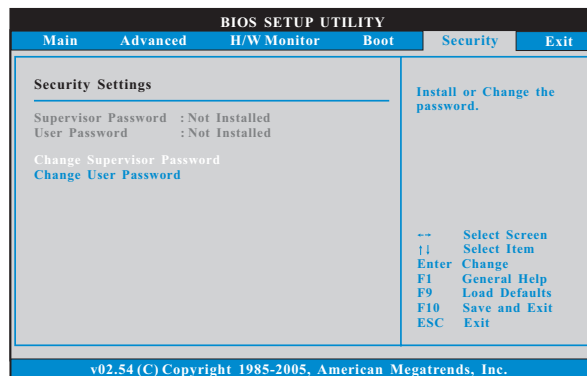 BIOS SETUP UTILITY
Main Advanced H/W Monitor Boot Security Exit
Security Settings
Supervisor Password : Not Installed
User Password : Not Installed
Change Supervisor Password
Change User Password
Install or Change the
password.
←→ Select Screen
↑↓ Select Item
Enter Change
F1 General Help
F9 Load Defaults
F10 Save and Exit
ESC Exit
v02.54 (C) Copyright 1985-2005, American Megatrends, Inc.